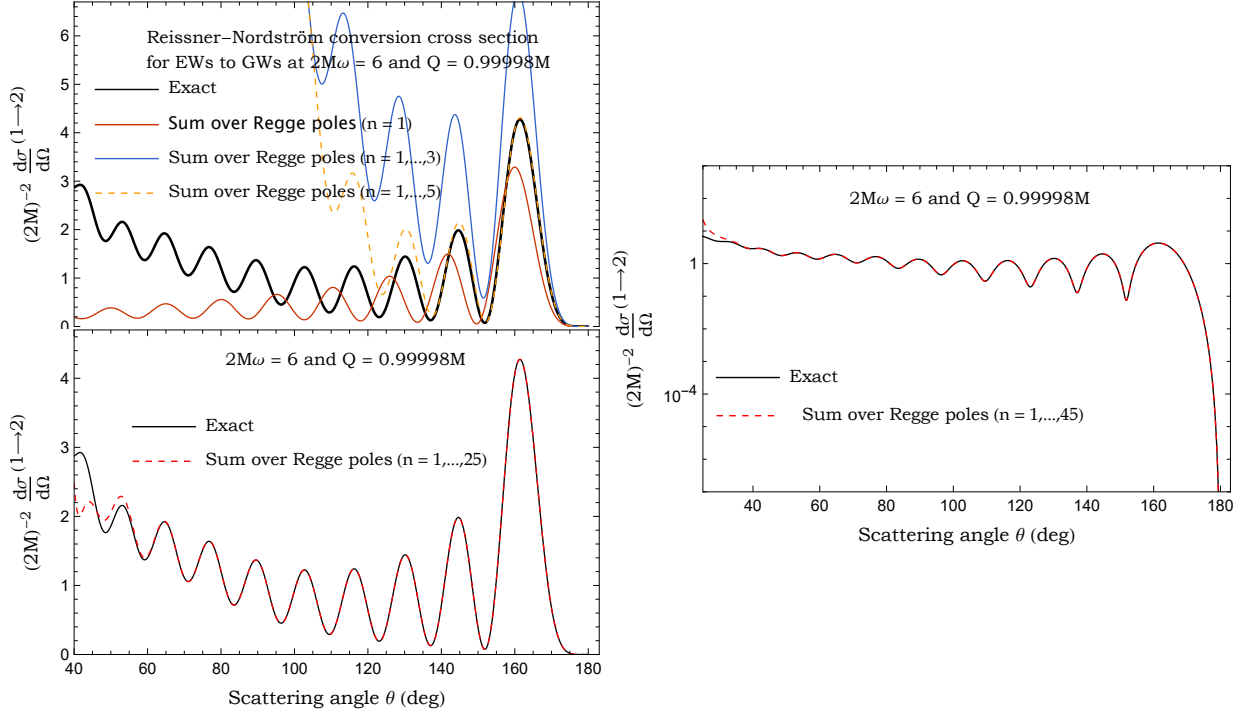 Reissner–Nordström conversion cross section
for EWs to GWs at 2Mω = 6 and Q = 0.99998M
Exact
Sum over Regge poles (n = 1)
Sum over Regge poles (n = 1,...,3)
Sum over Regge poles (n = 1,...,5)
(2M)⁻² dσ/dΩ (1⟶2)
6
5
4
3
2
1
0
2Mω = 6 and Q = 0.99998M
Exact
Sum over Regge poles (n = 1,...,25)
(2M)⁻² dσ/dΩ (1⟶2)
4
3
2
1
0
40 60 80 100 120 140 160 180
Scattering angle θ (deg)
2Mω = 6 and Q = 0.99998M
Exact
Sum over Regge poles (n = 1,...,45)
(2M)⁻² dσ/dΩ (1⟶2)
1
10⁻⁴
40 60 80 100 120 140 160 180
Scattering angle θ (deg)